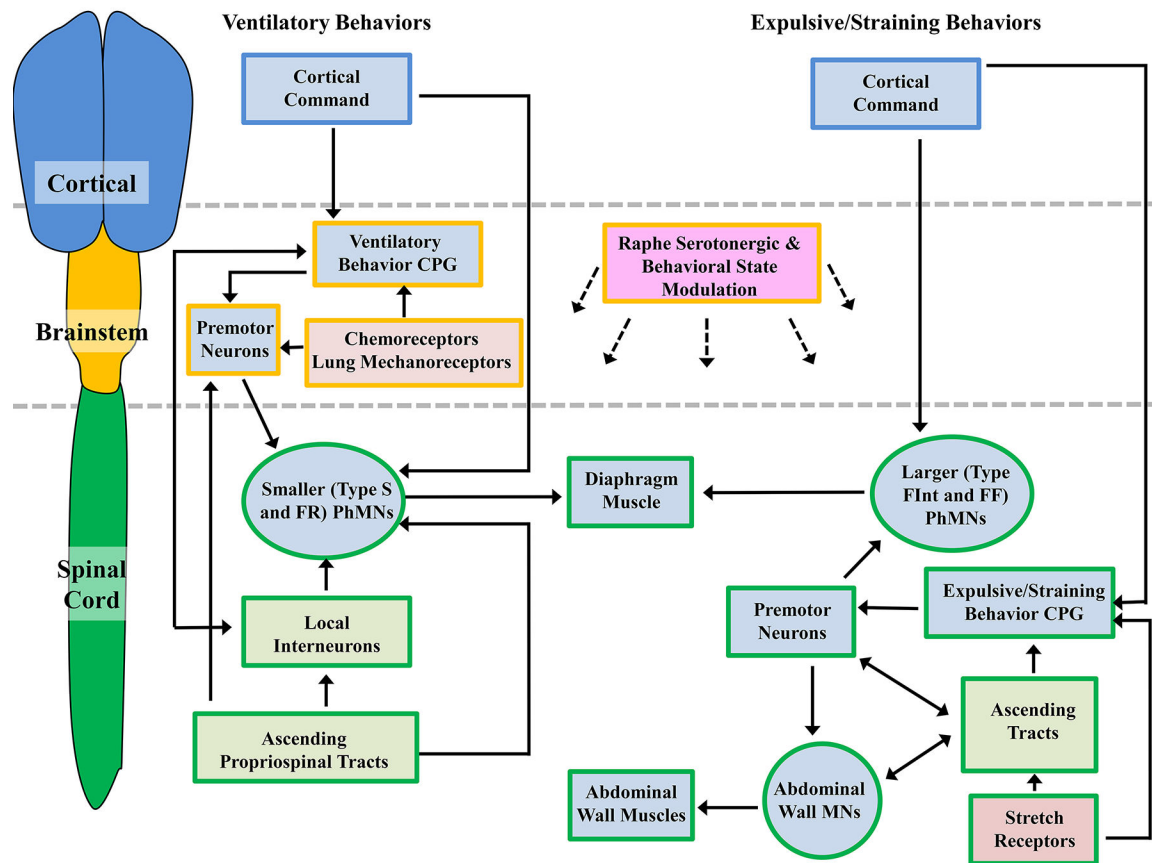 Ventilatory Behaviors
Expulsive/Straining Behaviors
Cortical
Command
Cortical
Command
Cortical
Ventilatory
Behavior CPG
Raphe Serotonergic &
Behavioral State
Modulation
Brainstem
Premotor
Neurons
Chemoreceptors
Lung Mechanoreceptors
Smaller (Type S
and FR) PhMNs
Diaphragm
Muscle
Larger (Type
FInt and FF)
PhMNs
Spinal
Cord
Local
Interneurons
Premotor
Neurons
Expulsive/Straining
Behavior CPG
Ascending
Propriospinal Tracts
Ascending
Tracts
Abdominal
Wall Muscles
Abdominal
Wall MNs
Stretch
Receptors